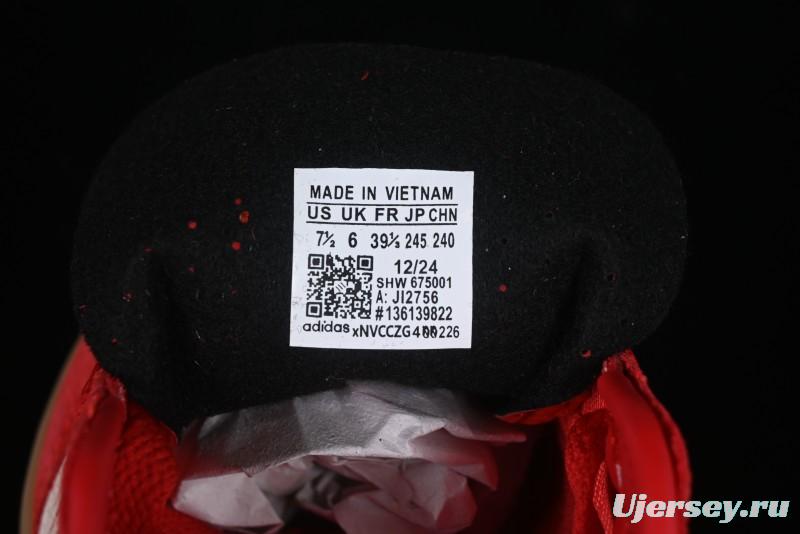 MADE IN VIETNAM
US UK FR JP CHN
7½ 6 39⅓ 245 240
12/24
SHW 675001
A: JI2756
#136139822
adidas
Ujersey.ru